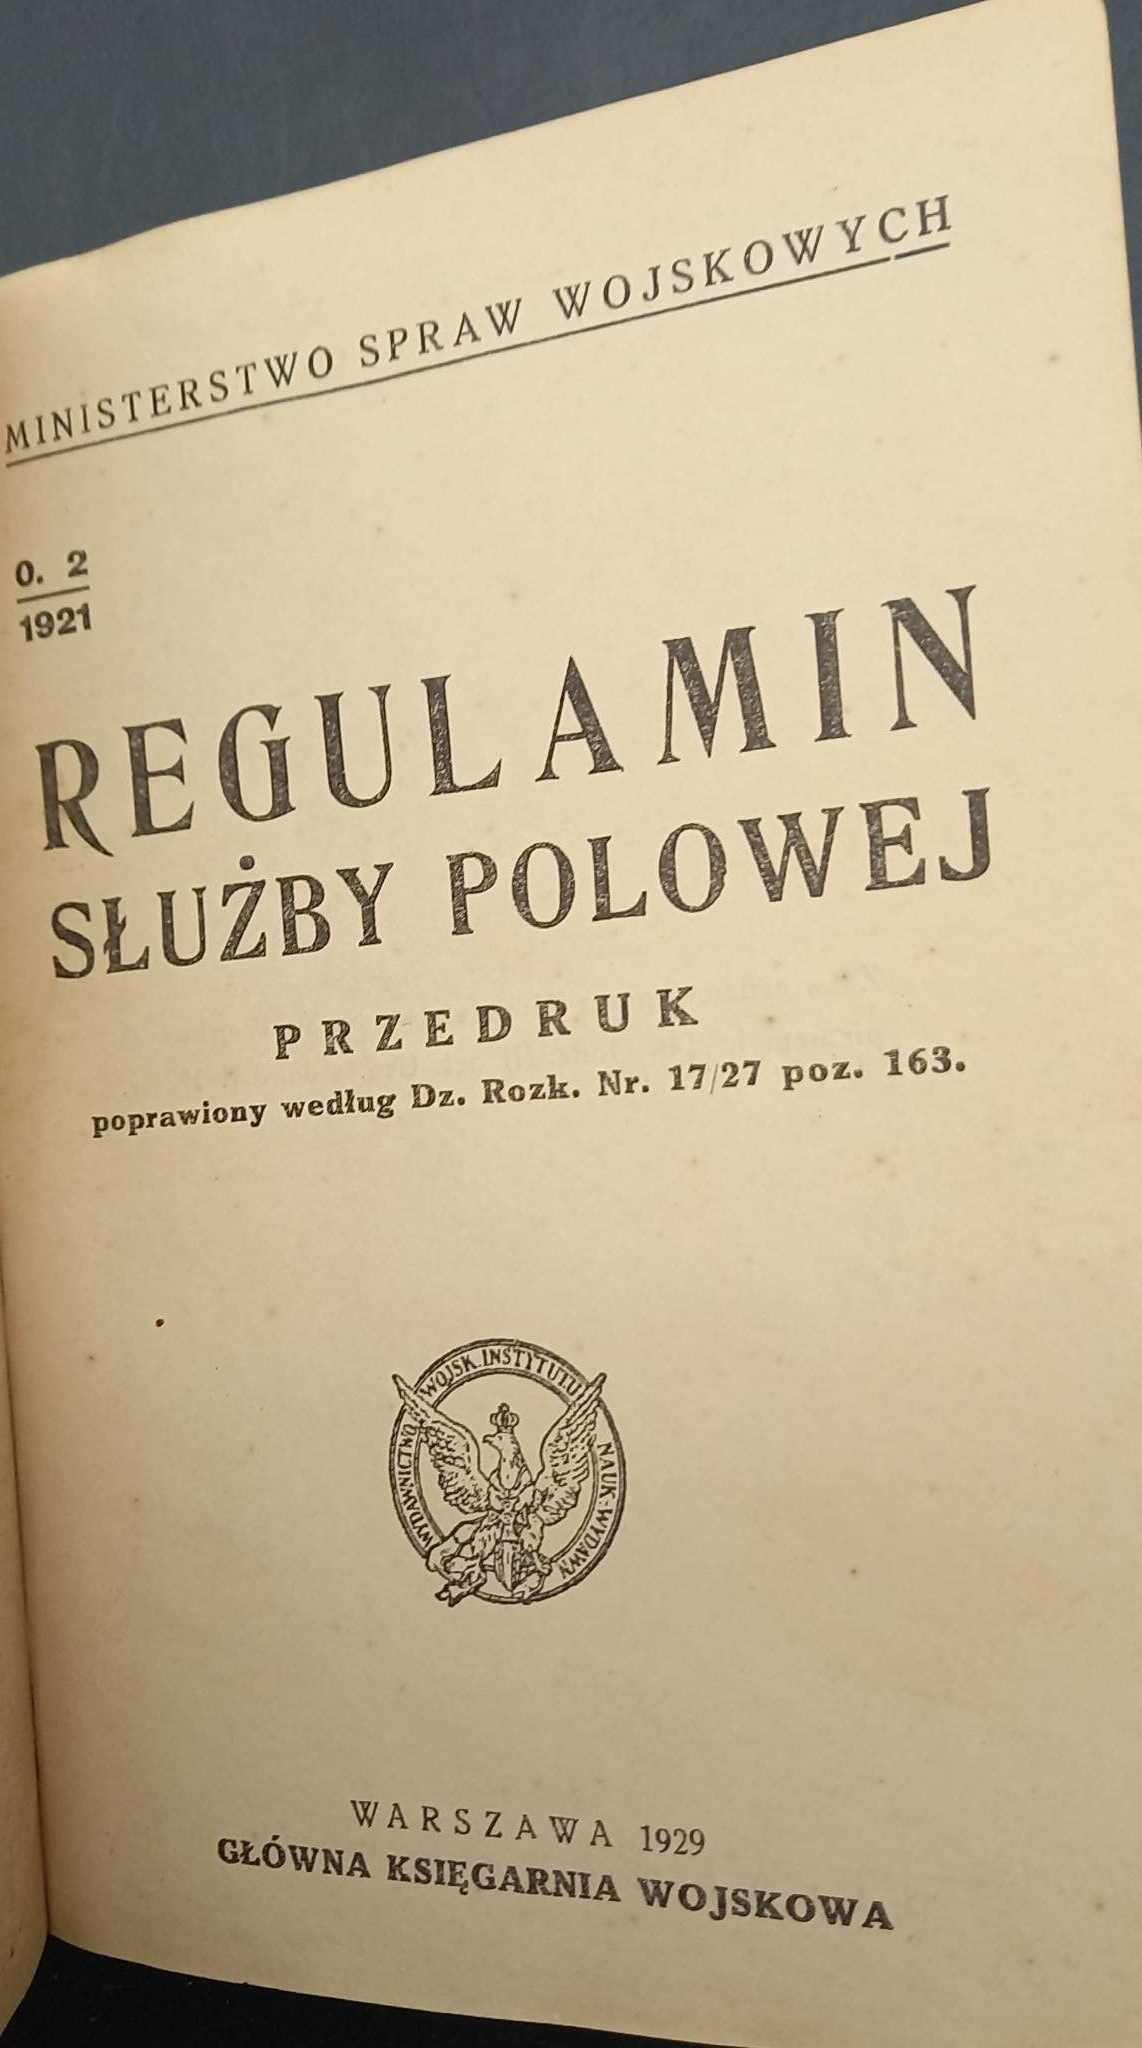 MINISTERSTWO SPRAW WOJSKOWYCH
O. 2
1921
REGULAMIN
SŁUŻBY POLOWEJ
PRZEDRUK
poprawiony według Dz. Rozk. Nr. 17/27 poz. 163.
WYDAWNICTWO WOJSK. INSTYTUTU NAUK-WYDAWN
WARSZAWA 1929
GŁÓWNA KSIĘGARNIA WOJSKOWA